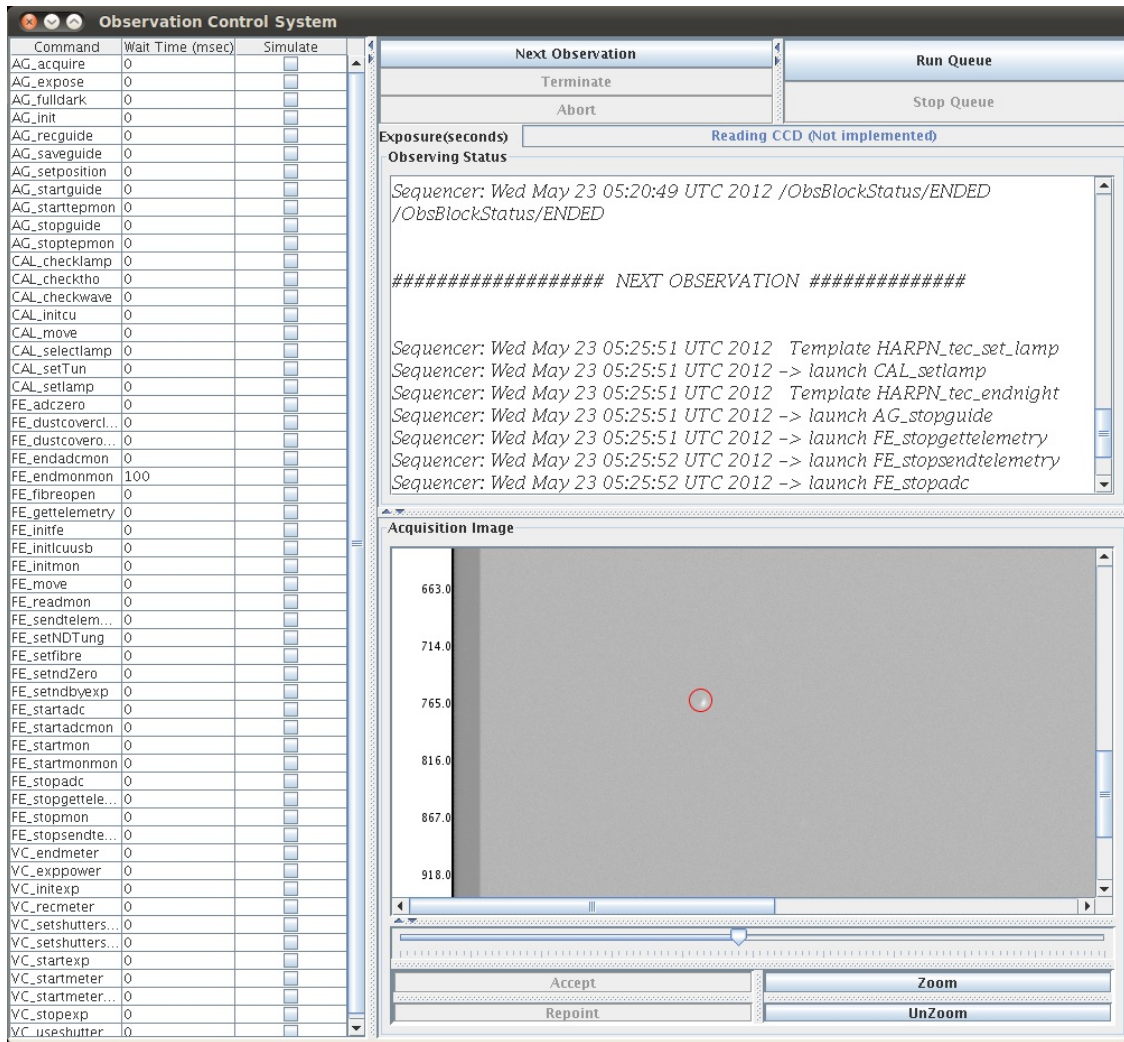 Observation Control System
Command Wait Time (msec) Simulate
AG_acquire 0
AG_expose 0
AG_fulldark 0
AG_init 0
AG_recguide 0
AG_saveguide 0
AG_setposition 0
AG_startguide 0
AG_starttepmon 0
AG_stopguide 0
AG_stoptepmon 0
CAL_checklamp 0
CAL_checktho 0
CAL_checkwave 0
CAL_initcu 0
CAL_move 0
CAL_selectlamp 0
CAL_setTun 0
CAL_setlamp 0
FE_adczero 0
FE_dustcovercl... 0
FE_dustcovero... 0
FE_endadcmon 0
FE_endmonmon 100
FE_fibreopen 0
FE_gettelemetry 0
FE_initfe 0
FE_initlcuusb 0
FE_initmon 0
FE_move 0
FE_readmon 0
FE_sendtelem... 0
FE_setNDTung 0
FE_setfibre 0
FE_setndZero 0
FE_setndbyexp 0
FE_startadc 0
FE_startadcmon 0
FE_startmon 0
FE_startmonmon 0
FE_stopadc 0
FE_stopgettele... 0
FE_stopmon 0
FE_stopsendte... 0
VC_endmeter 0
VC_exppower 0
VC_initexp 0
VC_recmeter 0
VC_setshutters... 0
VC_setshutters... 0
VC_startexp 0
VC_startmeter 0
VC_startmeter... 0
VC_stopexp 0
VC_useshutter 0
Next Observation
Terminate
Abort
Run Queue
Stop Queue
Exposure(seconds) Reading CCD (Not implemented)
Observing Status
Sequencer: Wed May 23 05:20:49 UTC 2012 /ObsBlockStatus/ENDED
/ObsBlockStatus/ENDED
################### NEXT OBSERVATION ##############
Sequencer: Wed May 23 05:25:51 UTC 2012 Template HARPN_tec_set_lamp
Sequencer: Wed May 23 05:25:51 UTC 2012 -> launch CAL_setlamp
Sequencer: Wed May 23 05:25:51 UTC 2012 Template HARPN_tec_endnight
Sequencer: Wed May 23 05:25:51 UTC 2012 -> launch AG_stopguide
Sequencer: Wed May 23 05:25:51 UTC 2012 -> launch FE_stopgettelemetry
Sequencer: Wed May 23 05:25:52 UTC 2012 -> launch FE_stopsendtelemetry
Sequencer: Wed May 23 05:25:52 UTC 2012 -> launch FE_stopadc
Acquisition Image
663.0
714.0
765.0
816.0
867.0
918.0
Accept
Zoom
Repoint
UnZoom